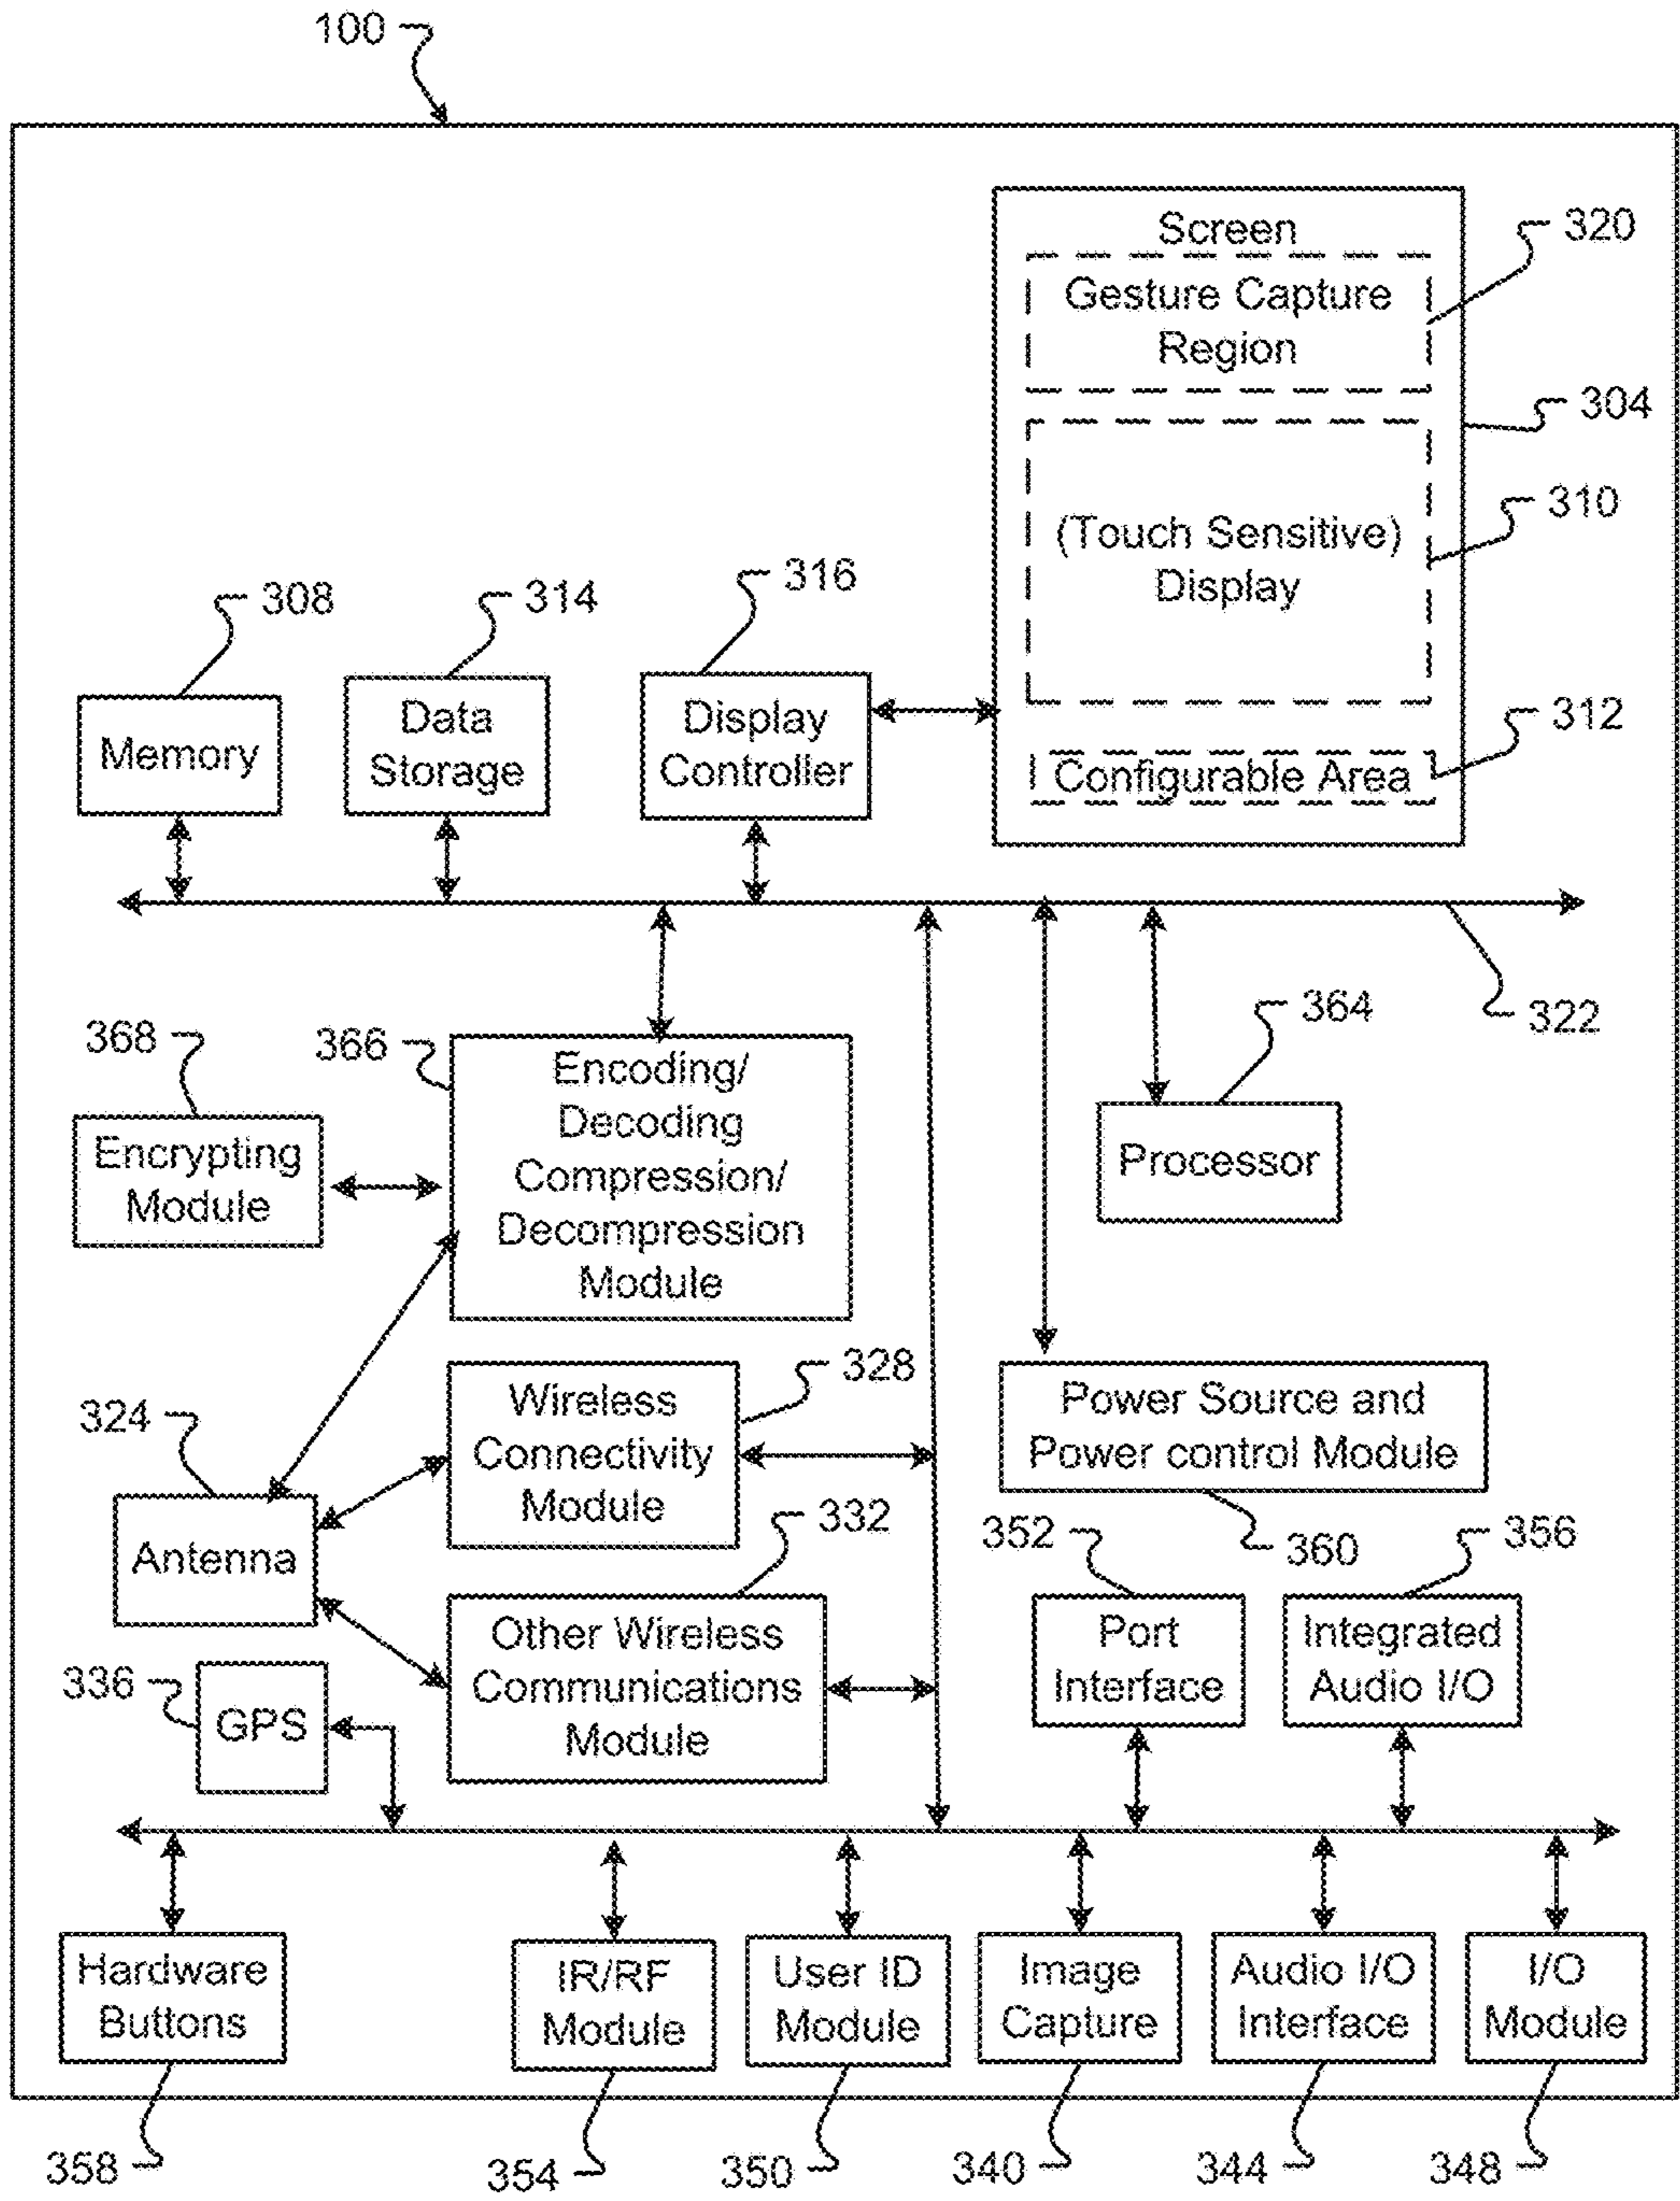 100
Screen
320
Gesture Capture
Region
304
310
(Touch Sensitive)
Display
316
308
314
312
Memory
Data
Storage
Display
Controller
Configurable Area
322
364
368
366
Encoding/
Decoding
Compression/
Decompression
Module
Encrypting
Module
Processor
328
Wireless
Connectivity
Module
324
Power Source and
Power control Module
332
352
360
356
Antenna
Other Wireless
Communications
Module
Port
Interface
Integrated
Audio I/O
336
GPS
Hardware
Buttons
IR/RF
Module
User ID
Module
Image
Capture
Audio I/O
Interface
I/O
Module
358
354
350
340
344
348